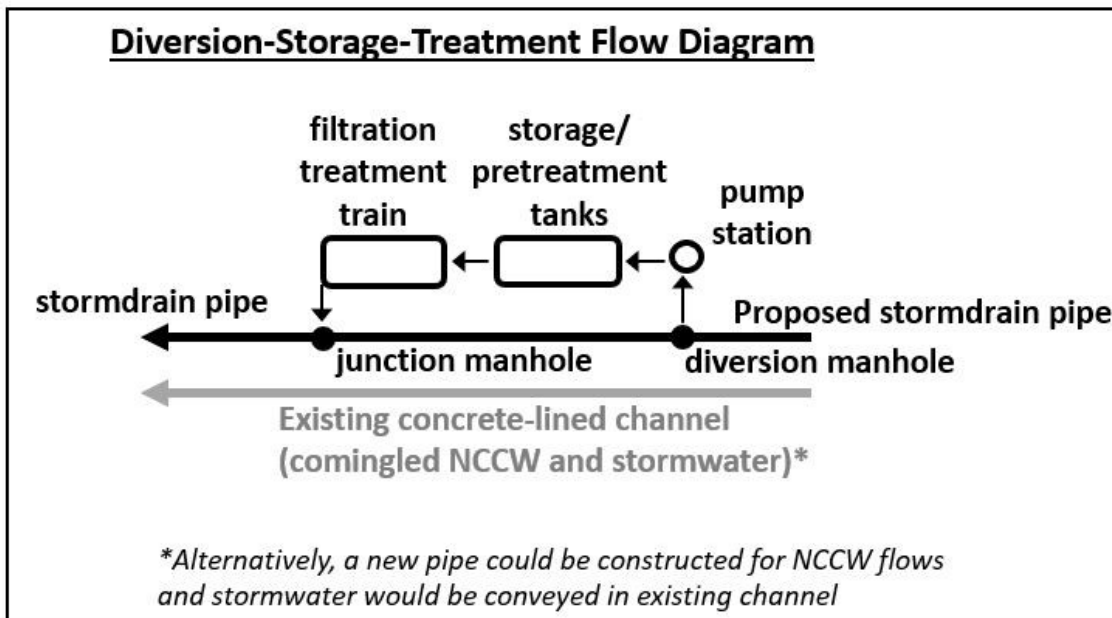 Diversion-Storage-Treatment Flow Diagram
filtration
treatment
train
storage/
pretreatment
tanks
pump
station
stormdrain pipe
Proposed stormdrain pipe
junction manhole
diversion manhole
Existing concrete-lined channel
(comingled NCCW and stormwater)*
*Alternatively, a new pipe could be constructed for NCCW flows
and stormwater would be conveyed in existing channel